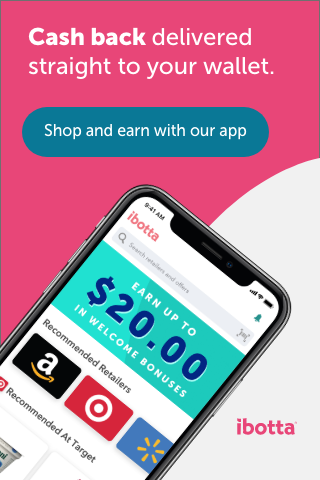 Cash back delivered
straight to your wallet.
Shop and earn with our app
9:41 AM
ibotta
Search retailers and offers
EARN UP TO
$20.00
IN WELCOME BONUSES
Recommended Retailers
a
Recommended At Target
ibotta